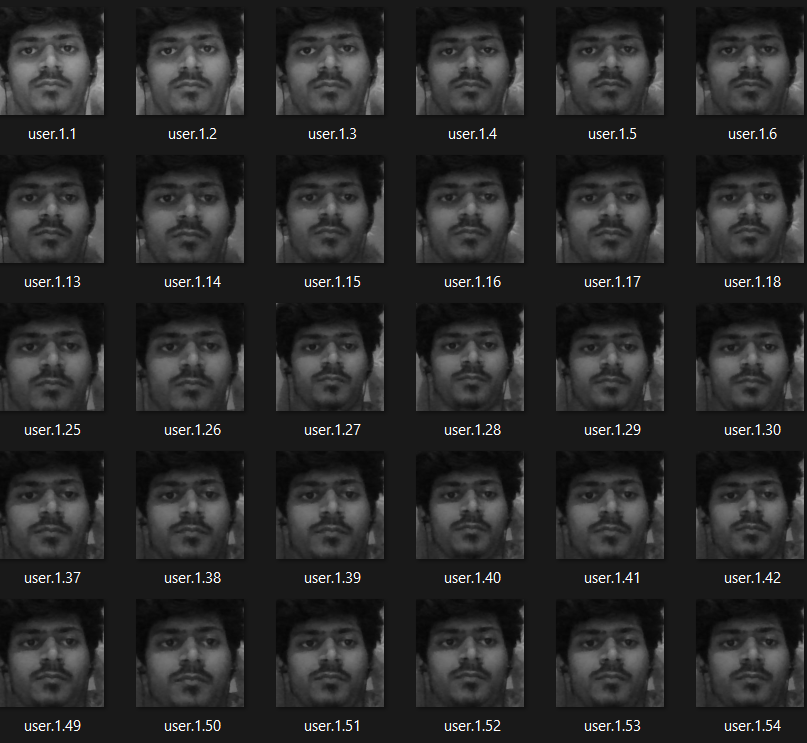 user.1.1 user.1.2 user.1.3 user.1.4 user.1.5 user.1.6
user.1.13 user.1.14 user.1.15 user.1.16 user.1.17 user.1.18
user.1.25 user.1.26 user.1.27 user.1.28 user.1.29 user.1.30
user.1.37 user.1.38 user.1.39 user.1.40 user.1.41 user.1.42
user.1.49 user.1.50 user.1.51 user.1.52 user.1.53 user.1.54